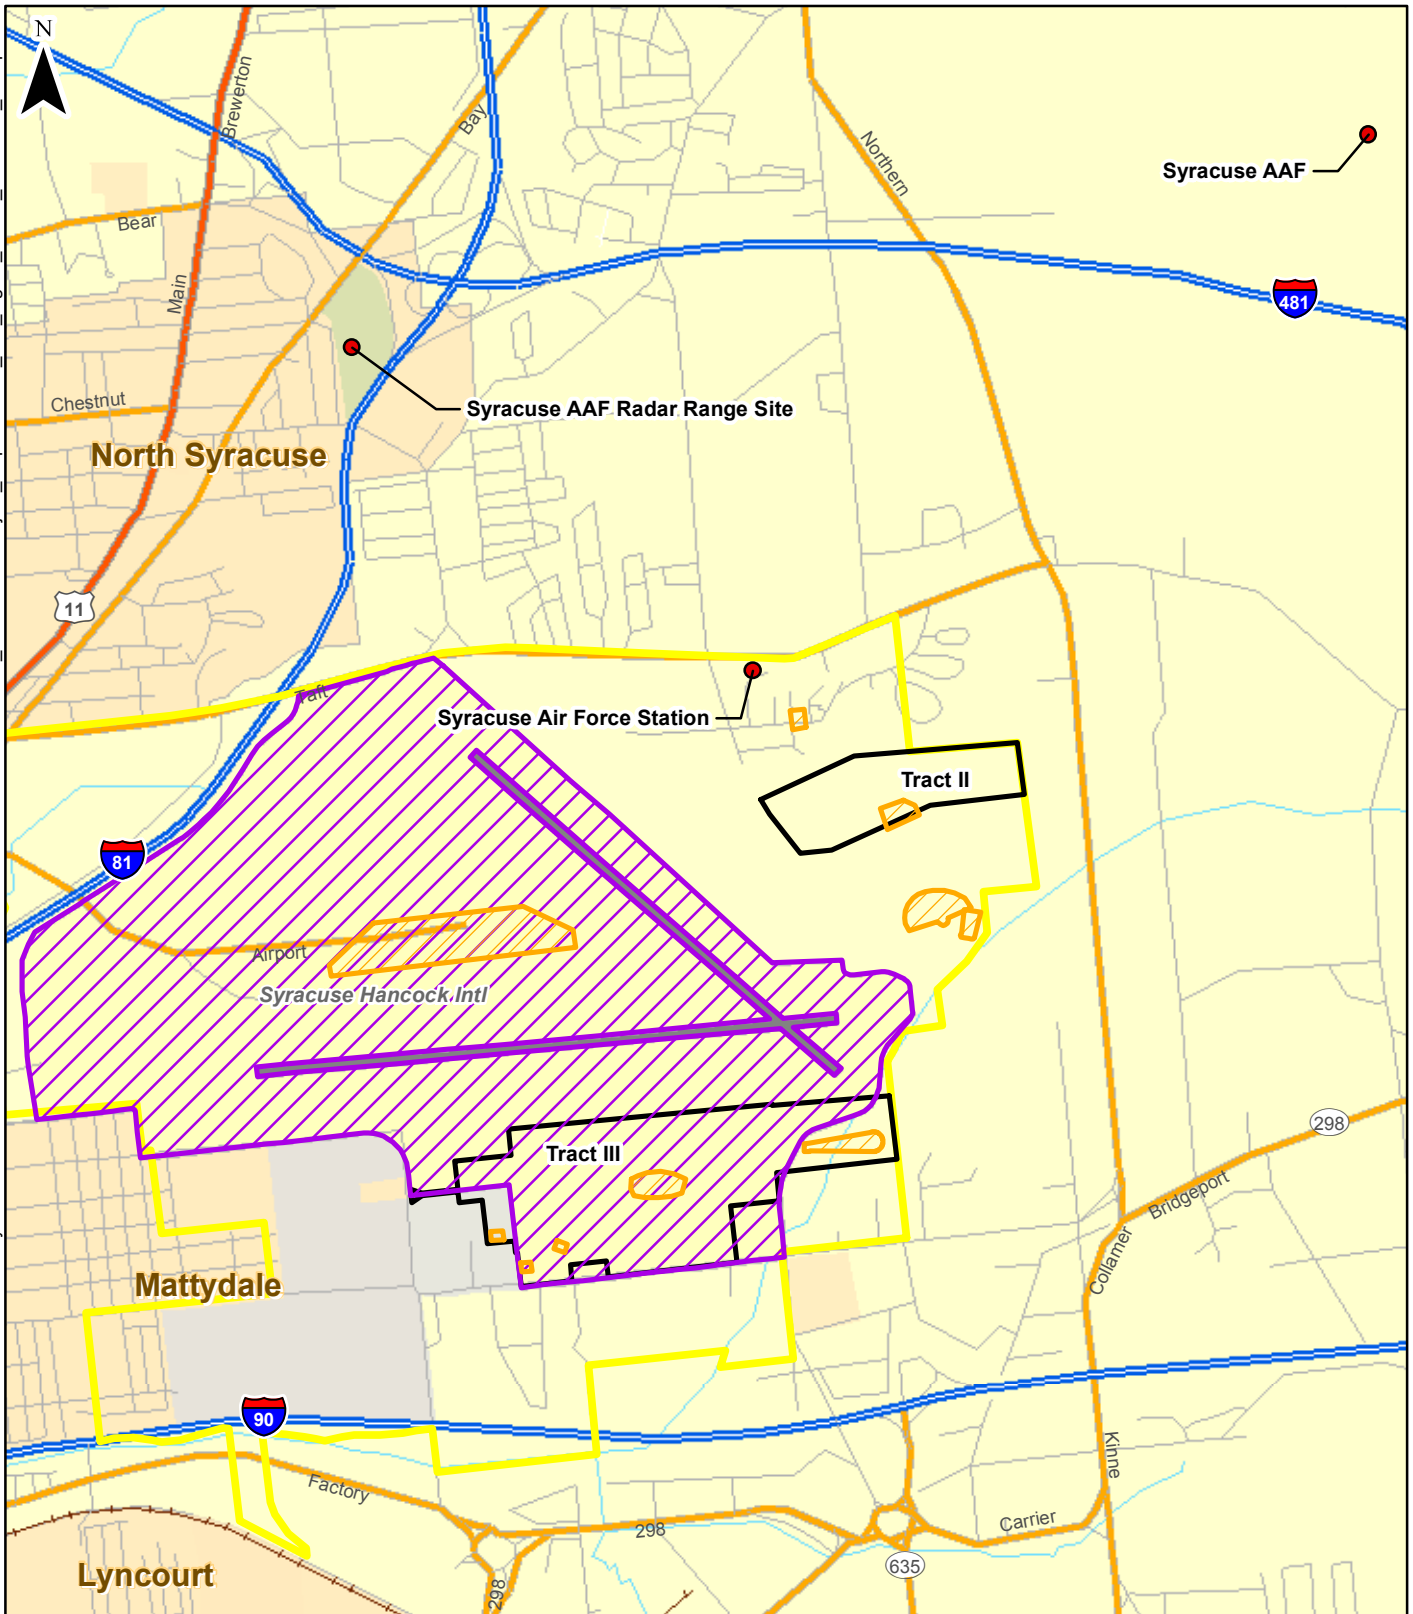 N
Brewerton
Bay
Northern
Syracuse AAF
Bear
Main
481
Chestnut
Syracuse AAF Radar Range Site
North Syracuse
11
Taft
Syracuse Air Force Station
Tract II
81
Airport
Syracuse Hancock Intl
298
Tract III
Bridgeport
Collamer
Mattydale
90
Kinne
Factory
Carrier
298
635
Lyncourt
298